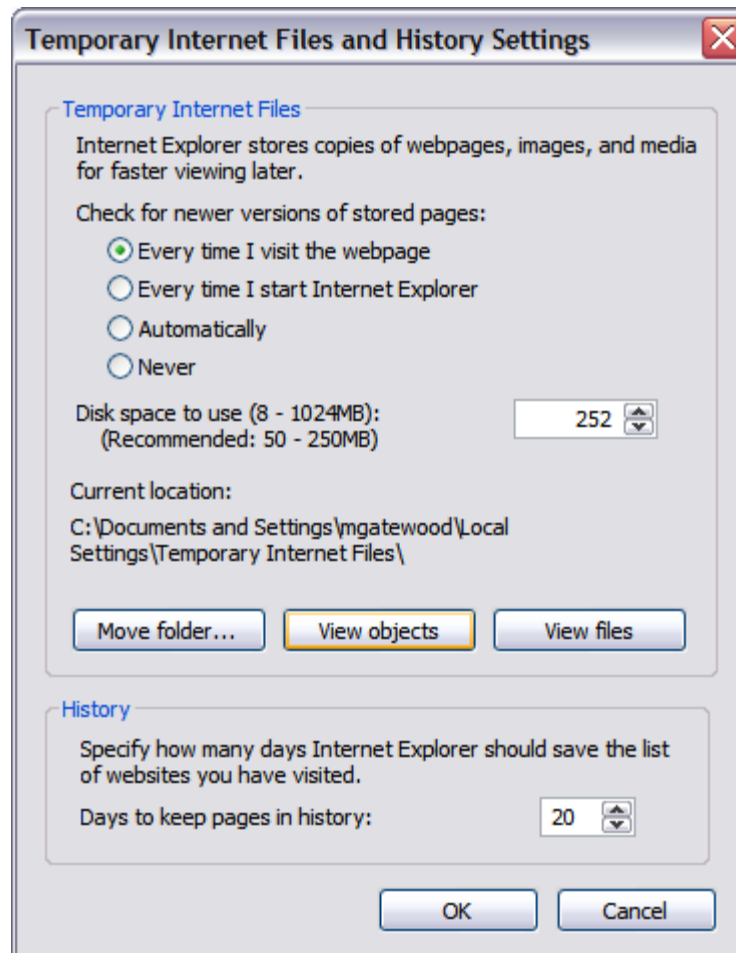 Temporary Internet Files and History Settings
Temporary Internet Files
Internet Explorer stores copies of webpages, images, and media
for faster viewing later.
Check for newer versions of stored pages:
Every time I visit the webpage
Every time I start Internet Explorer
Automatically
Never
Disk space to use (8 - 1024MB): 252
(Recommended: 50 - 250MB)
Current location:
C:\Documents and Settings\mgatewood\Local
Settings\Temporary Internet Files\
Move folder... View objects View files
History
Specify how many days Internet Explorer should save the list
of websites you have visited.
Days to keep pages in history: 20
OK Cancel